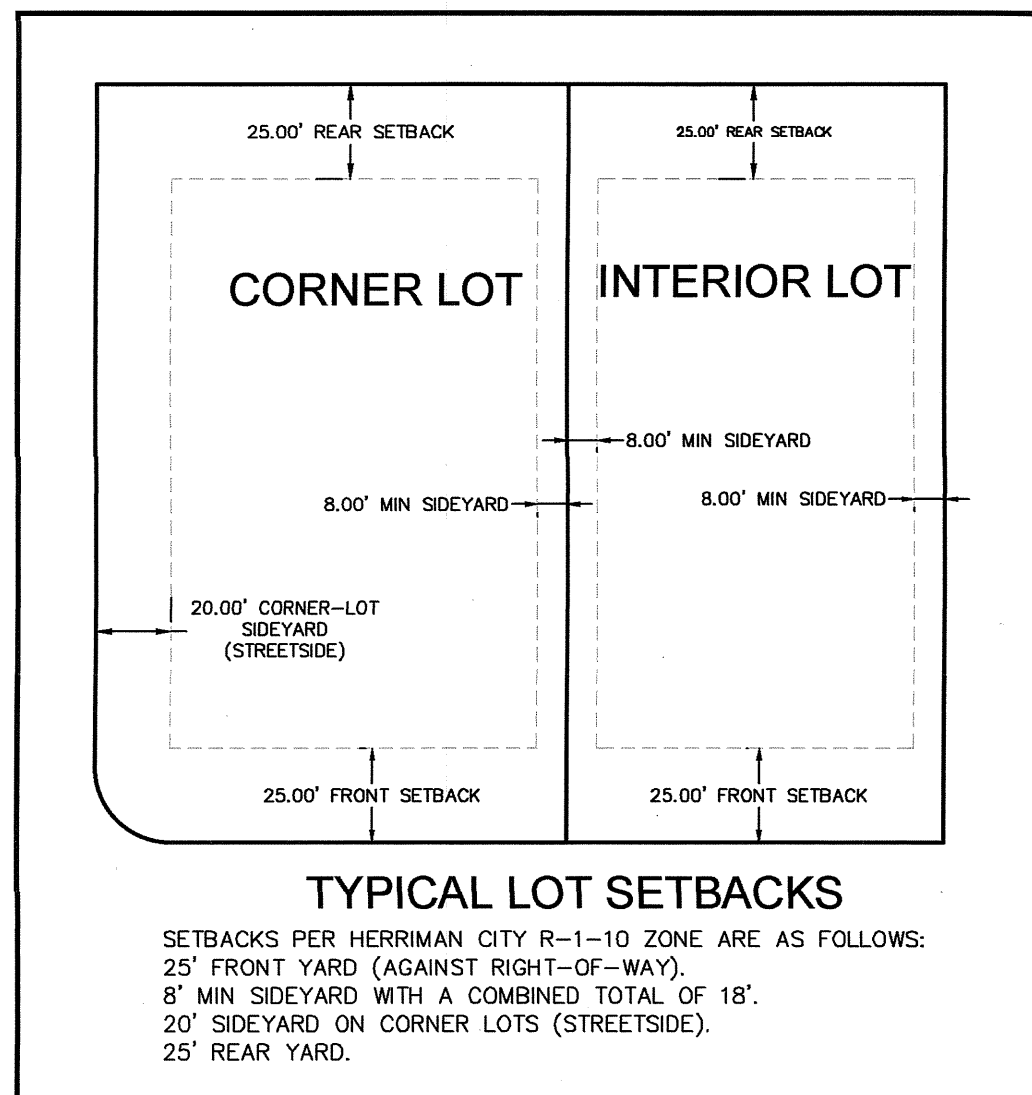 25.00' REAR SETBACK
25.00' REAR SETBACK
CORNER LOT
INTERIOR LOT
8.00' MIN SIDEYARD
8.00' MIN SIDEYARD
8.00' MIN SIDEYARD
20.00' CORNER-LOT
SIDEYARD
(STREETSIDE)
25.00' FRONT SETBACK
25.00' FRONT SETBACK
TYPICAL LOT SETBACKS
SETBACKS PER HERRIMAN CITY R-1-10 ZONE ARE AS FOLLOWS:
25' FRONT YARD (AGAINST RIGHT-OF-WAY).
8' MIN SIDEYARD WITH A COMBINED TOTAL OF 18'.
20' SIDEYARD ON CORNER LOTS (STREETSIDE).
25' REAR YARD.